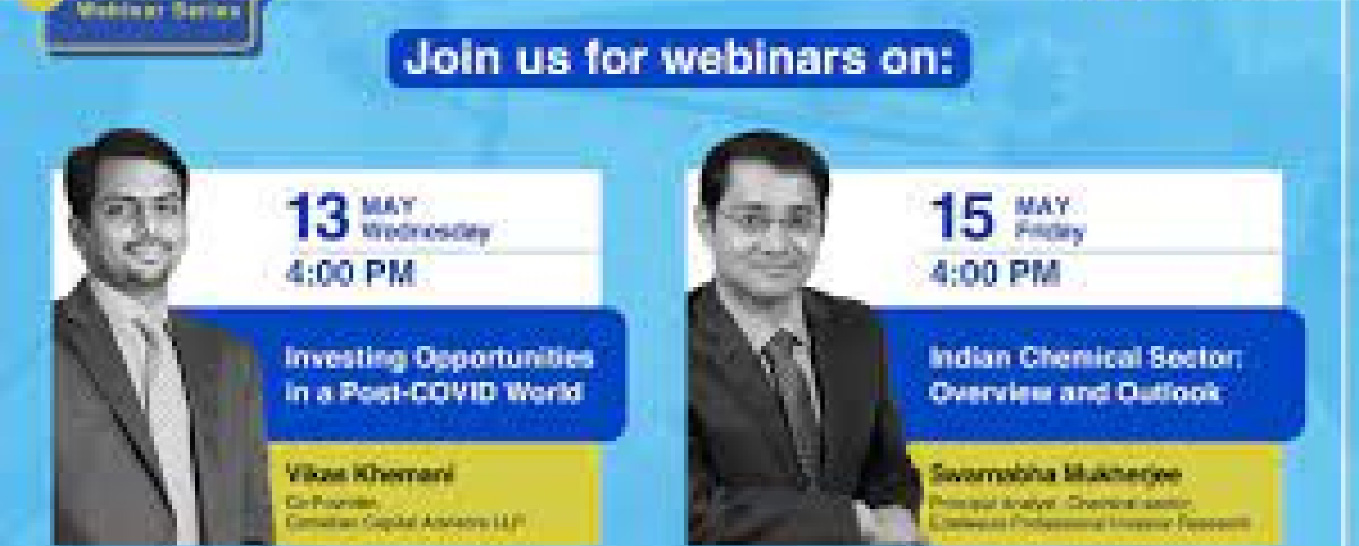 Webinar Series
Join us for webinars on:
13 MAY
Wednesday
4:00 PM
Investing Opportunities
in a Post-COVID World
Vikas Khemani
Co-Founder,
Capital Advisors LLP
15 MAY
Friday
4:00 PM
Indian Chemical Sector:
Overview and Outlook
Swarnabha Mukherjee
Principal Analyst, Chemical sector,
Edelweiss Professional Investor Research